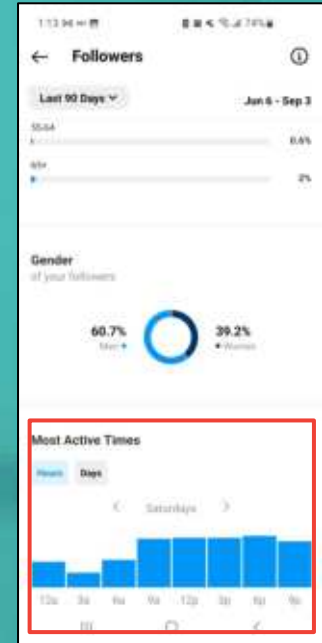 ← Followers
Last 90 Days
Jun 6 - Sep 3
55-64
0.6%
65+
2%
Gender
of your followers
60.7%
Men
39.2%
Women
Most Active Times
Hours Days
< Saturdays >
12a 3a 6a 9a 12p 3p 6p 9p